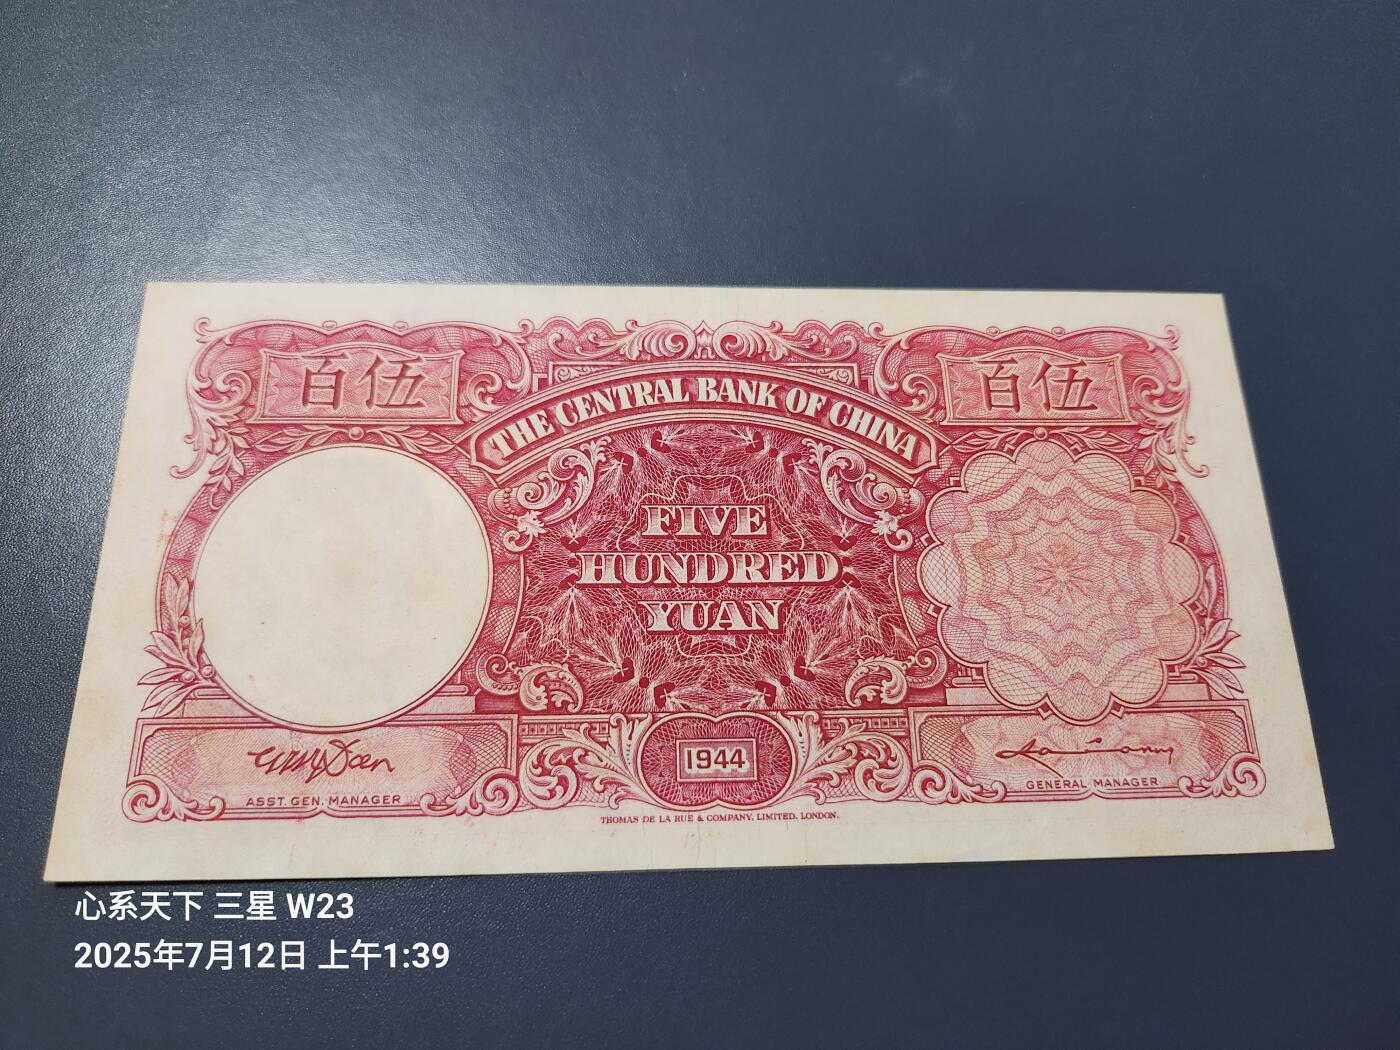 百伍
百伍
THE CENTRAL BANK OF CHINA
FIVE
HUNDRED
YUAN
1944
ASST. GEN. MANAGER
GENERAL MANAGER
THOMAS DE LA RUE & COMPANY, LIMITED, LONDON.
心系天下 三星 W23
2025年7月12日 上午1:39